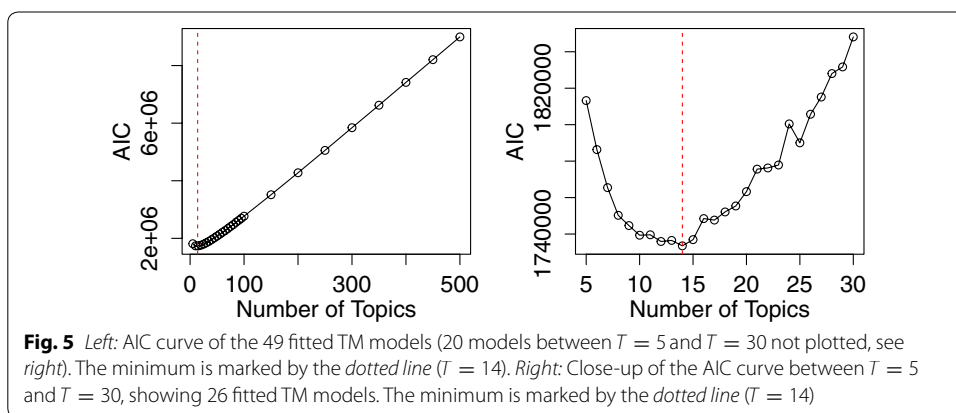 AIC
2e+06 6e+06
0 100 300 500
Number of Topics
AIC
1740000 1820000
5 10 15 20 25 30
Number of Topics
Fig. 5 Left: AIC curve of the 49 fitted TM models (20 models between T = 5 and T = 30 not plotted, see
right). The minimum is marked by the dotted line (T = 14). Right: Close-up of the AIC curve between T = 5
and T = 30, showing 26 fitted TM models. The minimum is marked by the dotted line (T = 14)